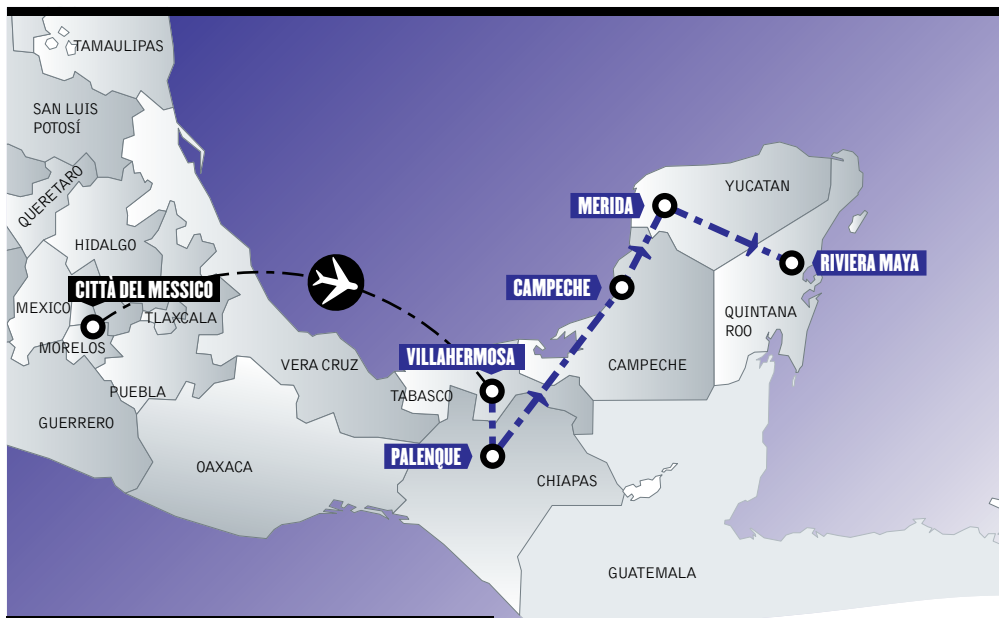 TAMAULIPAS
SAN LUIS
POTOSÍ
QUERETARO
HIDALGO
CITTÀ DEL MESSICO
MEXICO
TLAXCALA
MORELOS
PUEBLA
GUERRERO
OAXACA
VERA CRUZ
VILLAHERMOSA
TABASCO
PALENQUE
CHIAPAS
GUATEMALA
CAMPECHE
CAMPECHE
MERIDA
YUCATAN
RIVIERA MAYA
QUINTANA
ROO